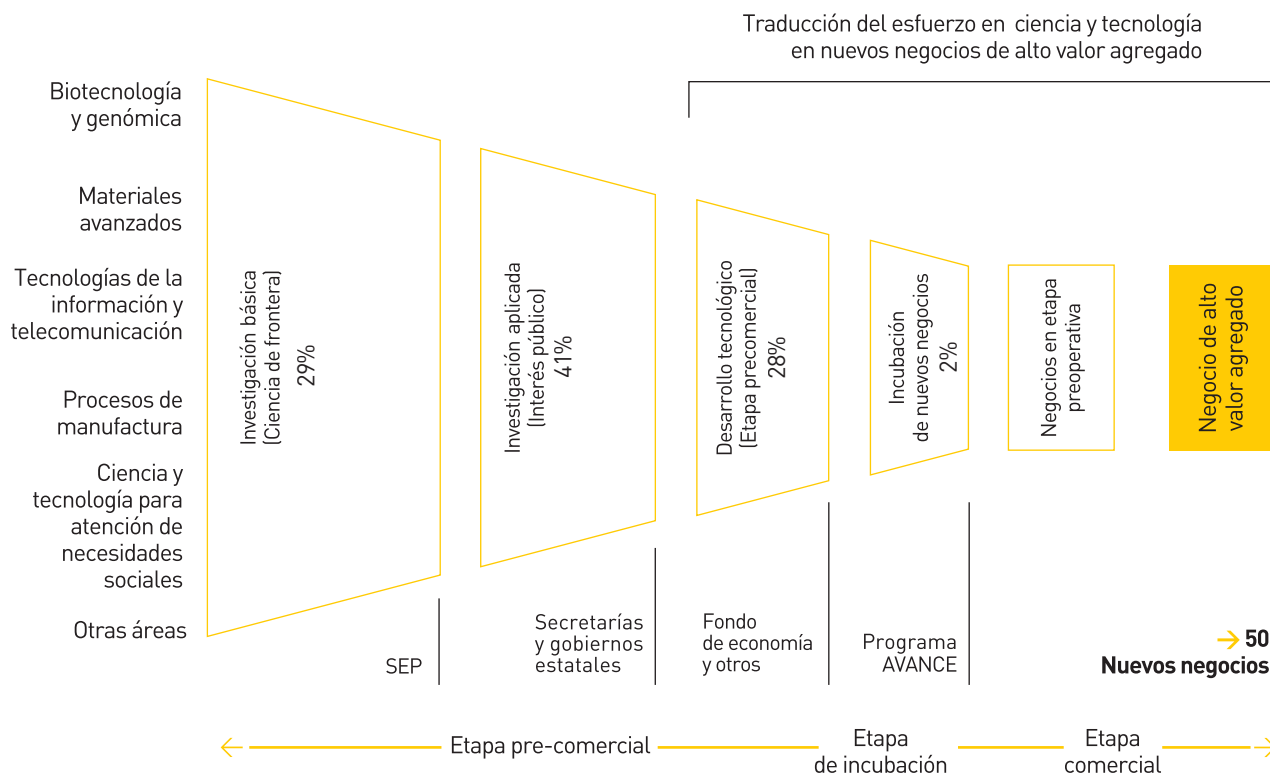 Traducción del esfuerzo en ciencia y tecnología
en nuevos negocios de alto valor agregado
Biotecnología
y genómica
Materiales
avanzados
Tecnologías de la
información y
telecomunicación
Procesos de
manufactura
Ciencia y
tecnología para
atención de
necesidades
sociales
Otras áreas
Investigación básica
(Ciencia de frontera)
29%
Investigación aplicada
(Interés público)
41%
Desarrollo tecnológico
(Etapa precomercial)
28%
Incubación
de nuevos negocios
2%
Negocios en etapa
preoperativa
Negocio de alto
valor agregado
SEP
Secretarías
y gobiernos
estatales
Fondo
de economía
y otros
Programa
AVANCE
→ 50
Nuevos negocios
Etapa pre-comercial
Etapa
de incubación
Etapa
comercial